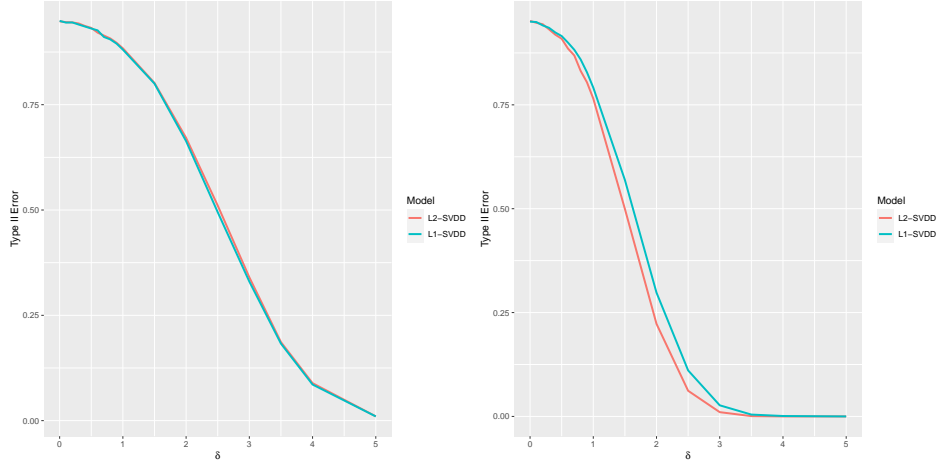 0.75
0.50
0.25
0.00
Type II Error
0 1 2 3 4 5
δ
Model
L2−SVDD
L1−SVDD
0.75
0.50
0.25
0.00
Type II Error
0 1 2 3 4 5
δ
Model
L2−SVDD
L1−SVDD